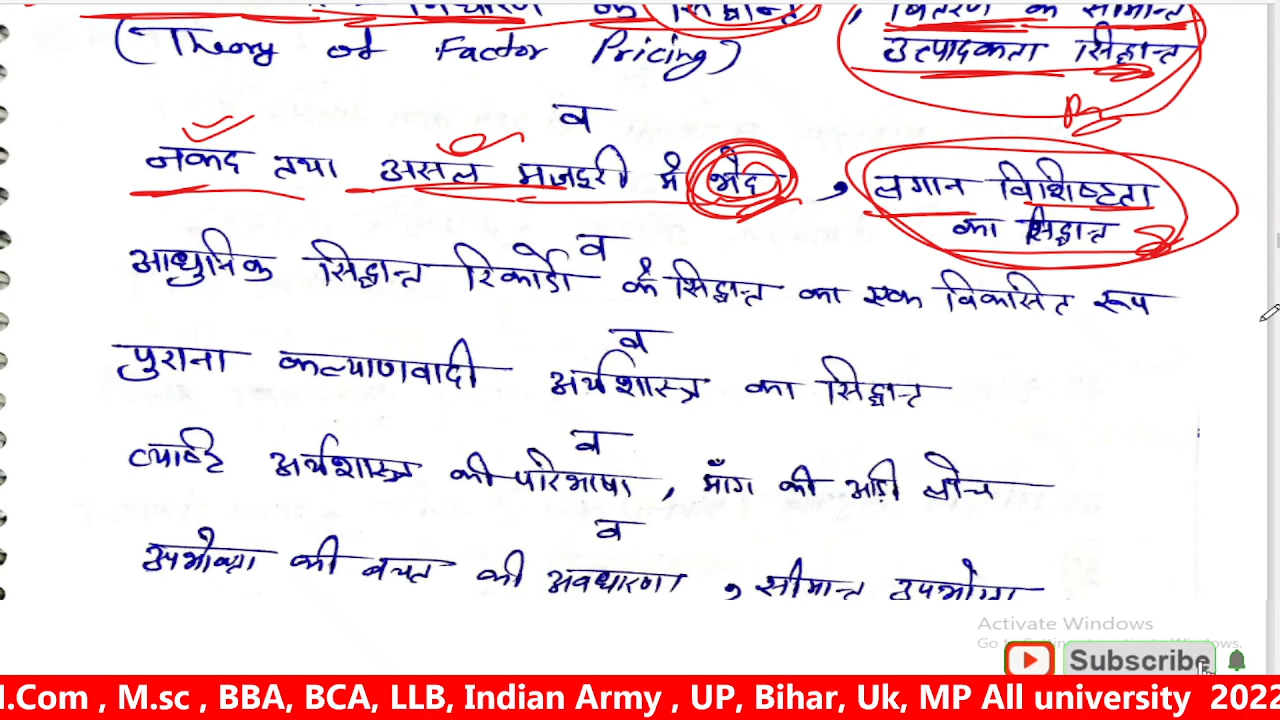 निर्धारण का सिद्धान्त , वितरण के सीमान्त
(Theory of Factor Pricing) उत्पादकता सिद्धान्त
व
नकद तथा असल मजदूरी में भेद , लगान विशिष्टता
का सिद्धान्त
व
आधुनिक सिद्धान्त रिकार्डो के सिद्धान्त का एक विकसित रूप
व
पुराना कल्याणवादी अर्थशास्त्र का सिद्धान्त
व
व्यष्टि अर्थशास्त्र की परिभाषा , माँग की आड़ी लोच
व
उपभोक्ता की बचत की अवधारणा , सीमान्त उपभोग
Activate Windows
Subscribe
.Com , M.sc , BBA, BCA, LLB, Indian Army , UP, Bihar, Uk, MP All university 2022